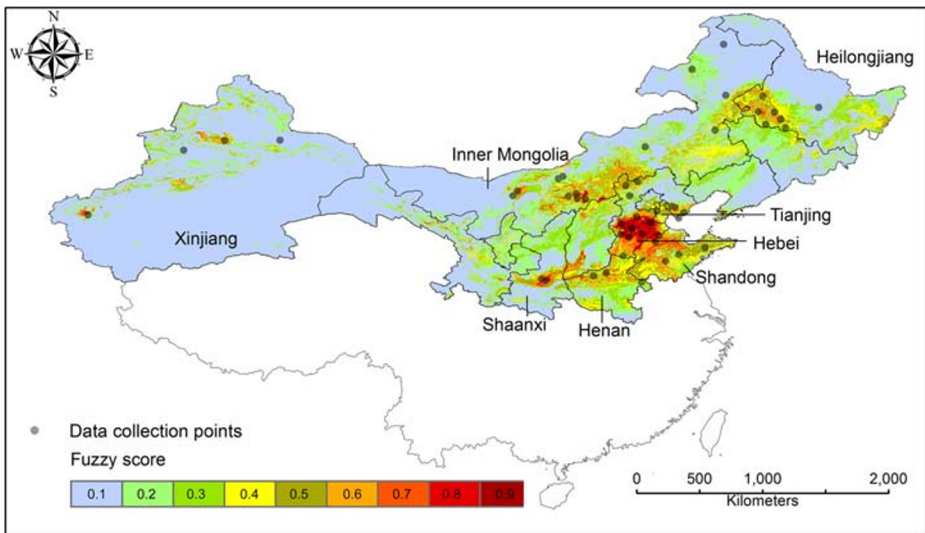 N
W E
S
Heilongjiang
Inner Mongolia
Tianjing
Xinjiang
Hebei
Shandong
Shaanxi
Henan
Data collection points
Fuzzy score
0.1 0.2 0.3 0.4 0.5 0.6 0.7 0.8 0.9
0 500 1,000 2,000
Kilometers